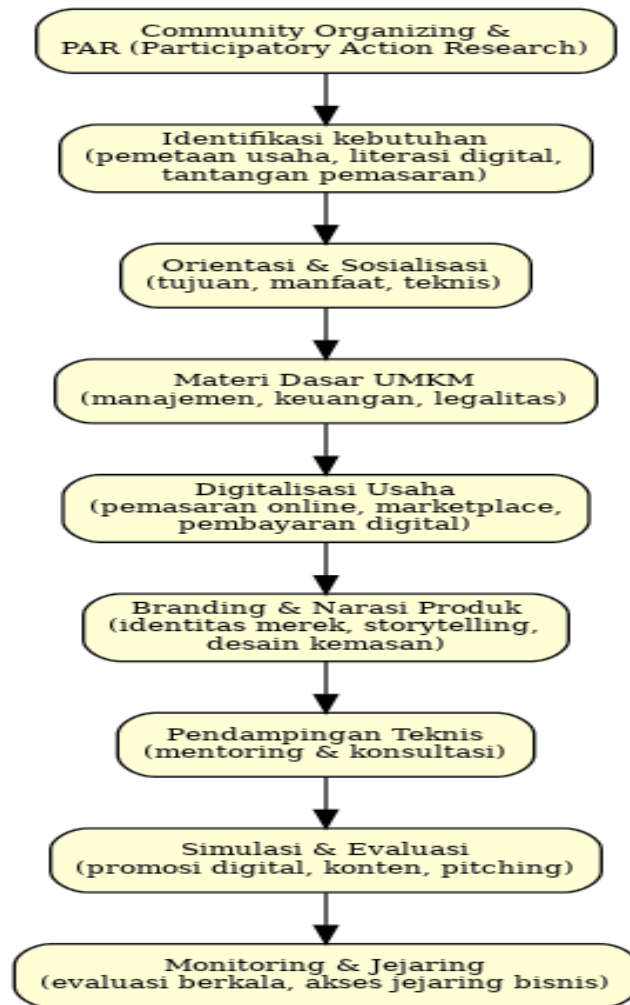 Community Organizing &
PAR (Participatory Action Research)
Identifikasi kebutuhan
(pemetaan usaha, literasi digital,
tantangan pemasaran)
Orientasi & Sosialisasi
(tujuan, manfaat, teknis)
Materi Dasar UMKM
(manajemen, keuangan, legalitas)
Digitalisasi Usaha
(pemasaran online, marketplace,
pembayaran digital)
Branding & Narasi Produk
(identitas merek, storytelling,
desain kemasan)
Pendampingan Teknis
(mentoring & konsultasi)
Simulasi & Evaluasi
(promosi digital, konten, pitching)
Monitoring & Jejaring
(evaluasi berkala, akses jejaring bisnis)